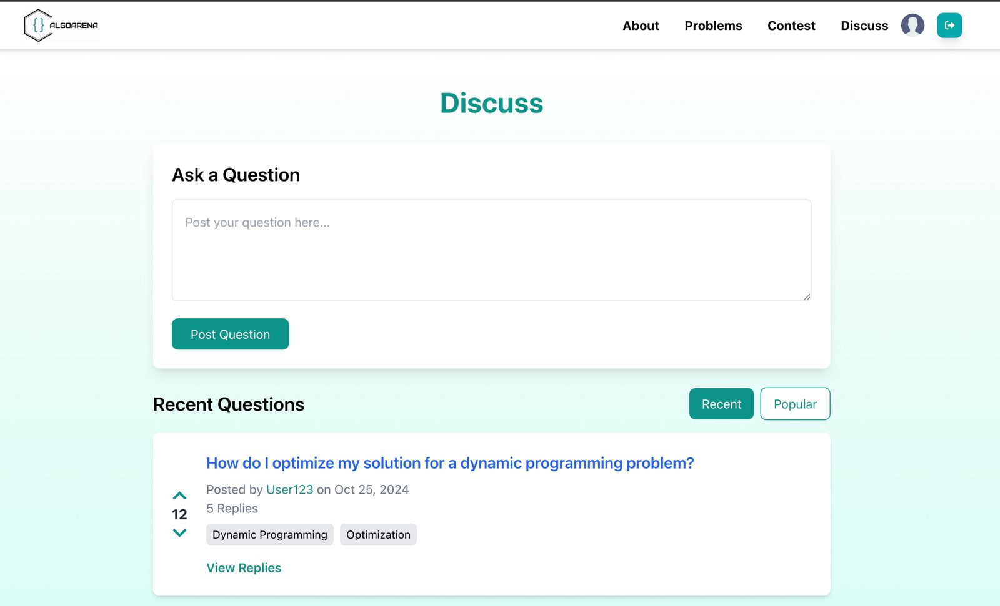 {} ALGOARENA
About Problems Contest Discuss
Discuss
Ask a Question
Post your question here...
Post Question
Recent Questions
Recent Popular
How do I optimize my solution for a dynamic programming problem?
Posted by User123 on Oct 25, 2024
5 Replies
12
Dynamic Programming Optimization
View Replies